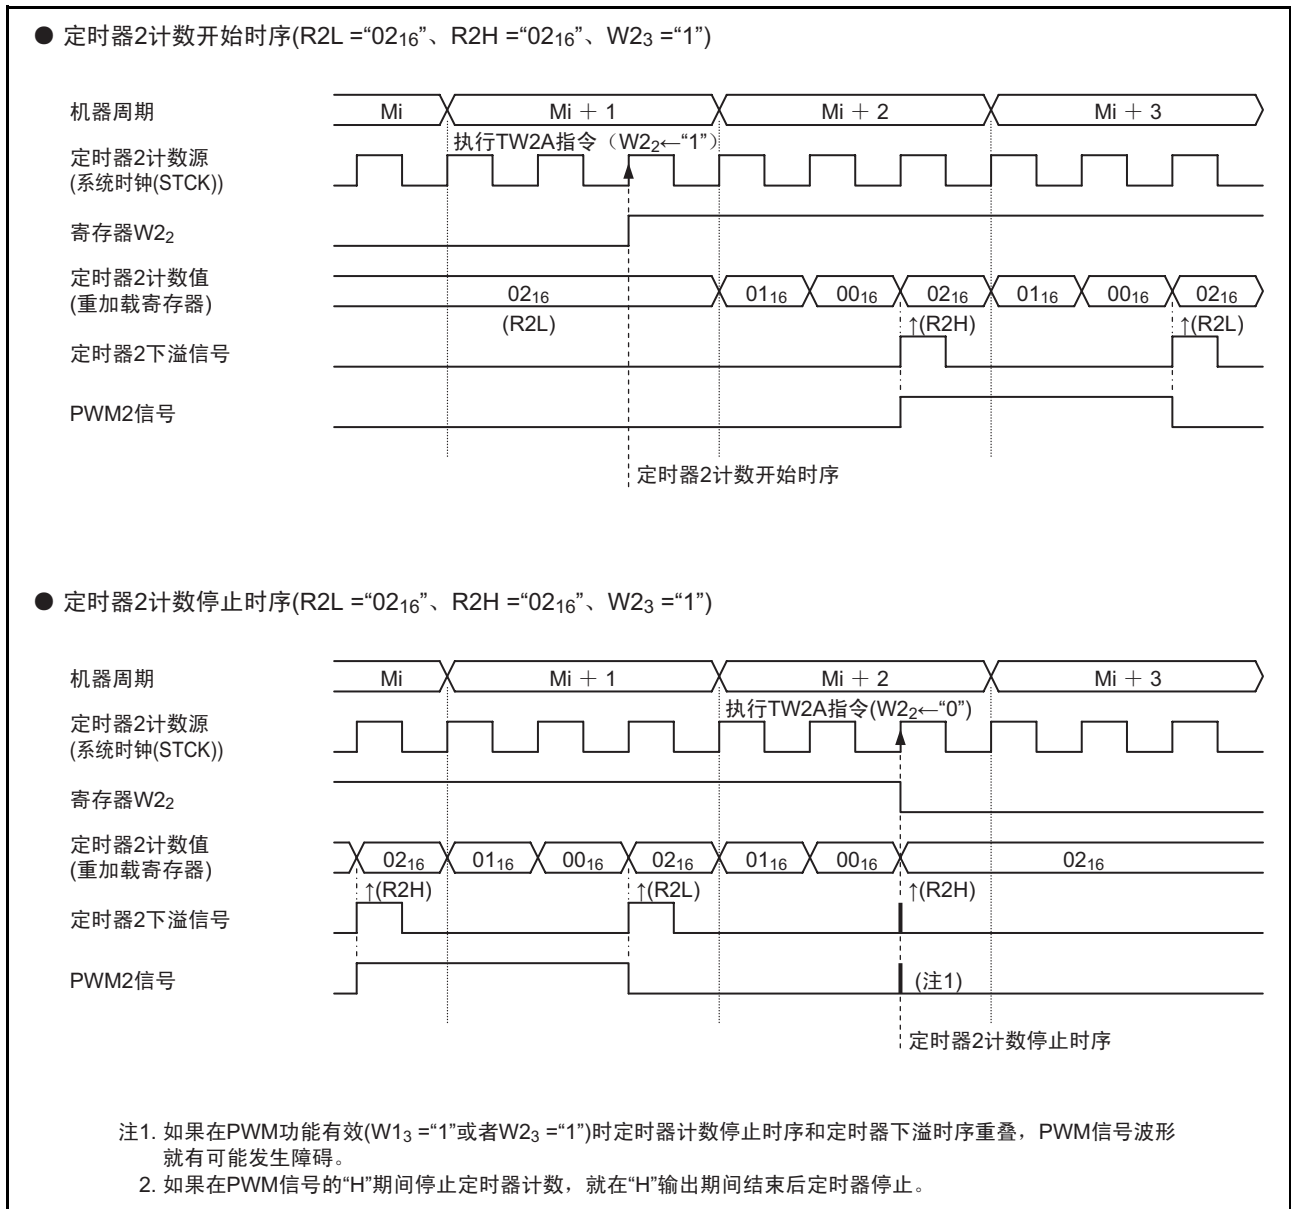 ● 定时器2计数开始时序(R2L =“02₁₆”、R2H =“02₁₆”、W2₃ =“1”)
机器周期
Mi
Mi + 1
Mi + 2
Mi + 3
执行TW2A指令（W2₂←“1”）
定时器2计数源
(系统时钟(STCK))
寄存器W2₂
定时器2计数值
(重加载寄存器)
02₁₆
01₁₆
00₁₆
02₁₆
01₁₆
00₁₆
02₁₆
(R2L)
↑(R2H)
↑(R2L)
定时器2下溢信号
PWM2信号
定时器2计数开始时序
● 定时器2计数停止时序(R2L =“02₁₆”、R2H =“02₁₆”、W2₃ =“1”)
机器周期
Mi
Mi + 1
Mi + 2
Mi + 3
执行TW2A指令(W2₂←“0”)
定时器2计数源
(系统时钟(STCK))
寄存器W2₂
定时器2计数值
(重加载寄存器)
02₁₆
01₁₆
00₁₆
02₁₆
01₁₆
00₁₆
02₁₆
↑(R2H)
↑(R2L)
↑(R2H)
定时器2下溢信号
PWM2信号
(注1)
定时器2计数停止时序
注1. 如果在PWM功能有效(W1₃ =“1”或者W2₃ =“1”)时定时器计数停止时序和定时器下溢时序重叠，PWM信号波形
就有可能发生障碍。
2. 如果在PWM信号的“H”期间停止定时器计数，就在“H”输出期间结束后定时器停止。